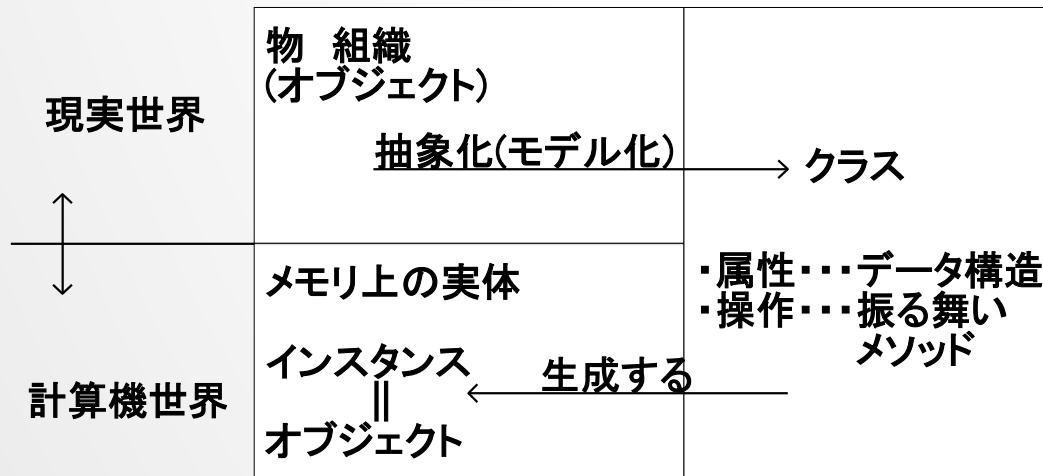 物　組織
(オブジェクト)
現実世界
抽象化(モデル化)
クラス
メモリ上の実体
・属性・・・データ構造
・操作・・・振る舞い
メソッド
インスタンス
||
オブジェクト
生成する
計算機世界